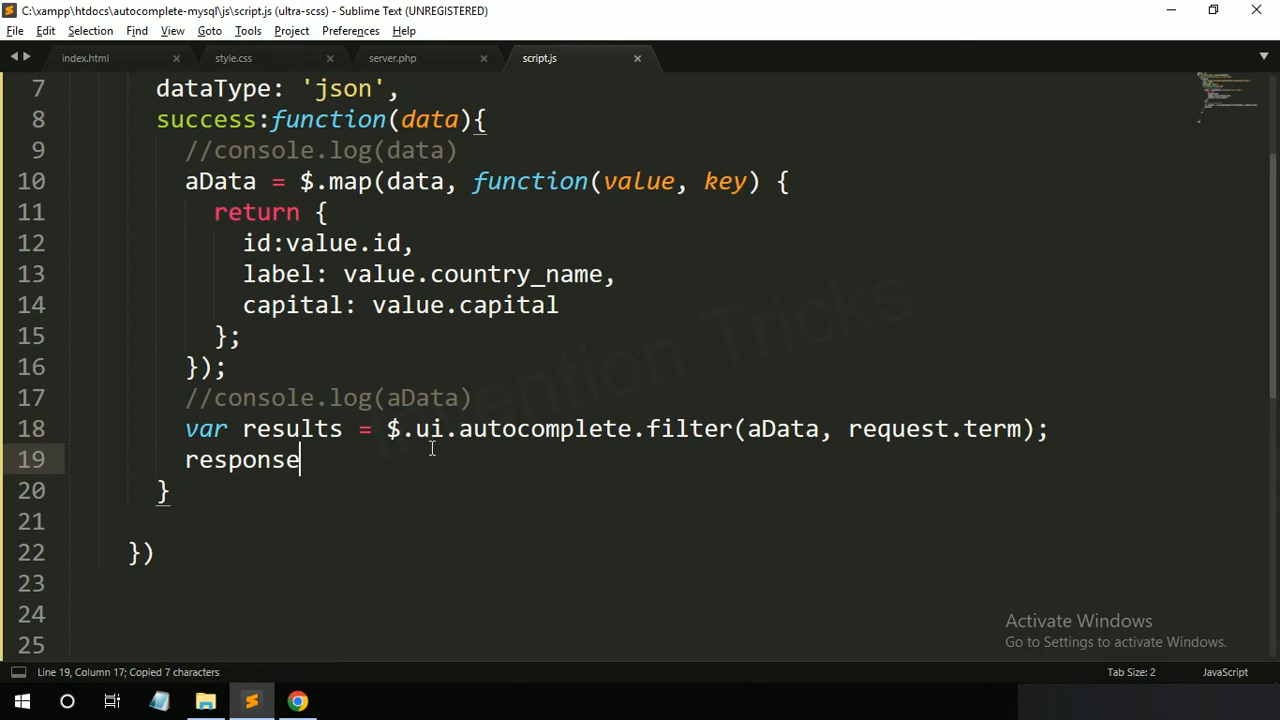 C:\xampp\htdocs\autocomplete-mysql\js\script.js (ultra-scss) - Sublime Text (UNREGISTERED)
File Edit Selection Find View Goto Tools Project Preferences Help
index.html style.css server.php script.js
7 dataType: 'json',
8 success:function(data){
9 //console.log(data)
10 aData = $.map(data, function(value, key) {
11 return {
12 id:value.id,
13 label: value.country_name,
14 capital: value.capital
15 };
16 });
17 //console.log(aData)
18 var results = $.ui.autocomplete.filter(aData, request.term);
19 response
20 }
21
22 })
23
24
25
Invention Tricks
Activate Windows
Go to Settings to activate Windows.
Line 19, Column 17; Copied 7 characters Tab Size: 2 JavaScript